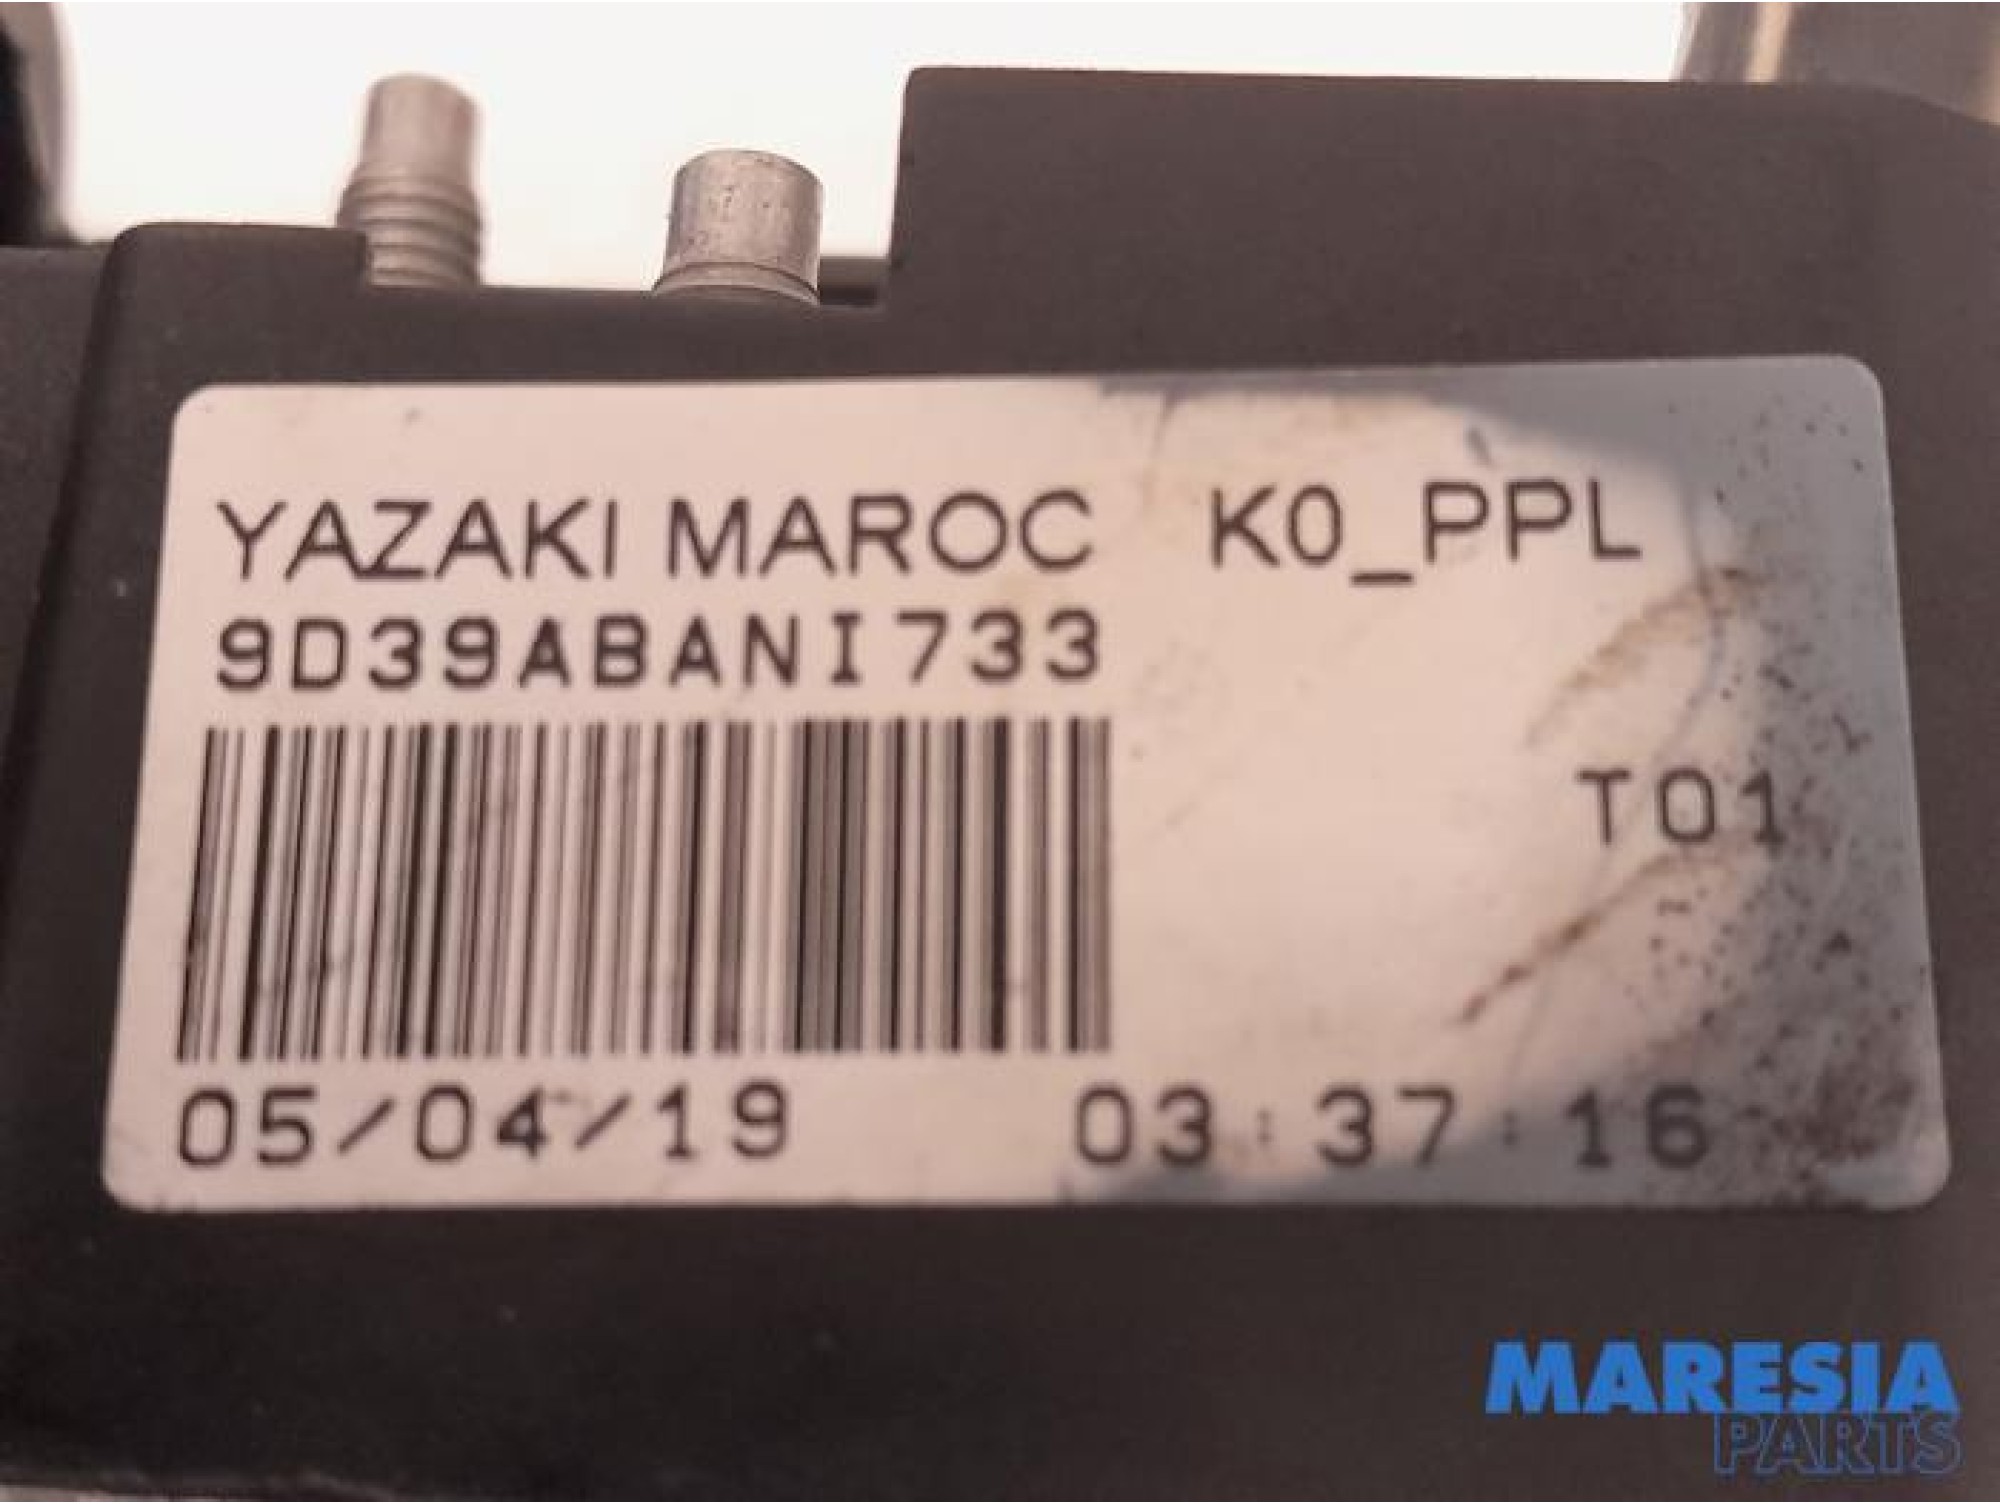 YAZAKI MAROC K0_PPL
9D39ABANI733
T01
05/04/19 03:37:16
MARESIA
PARTS